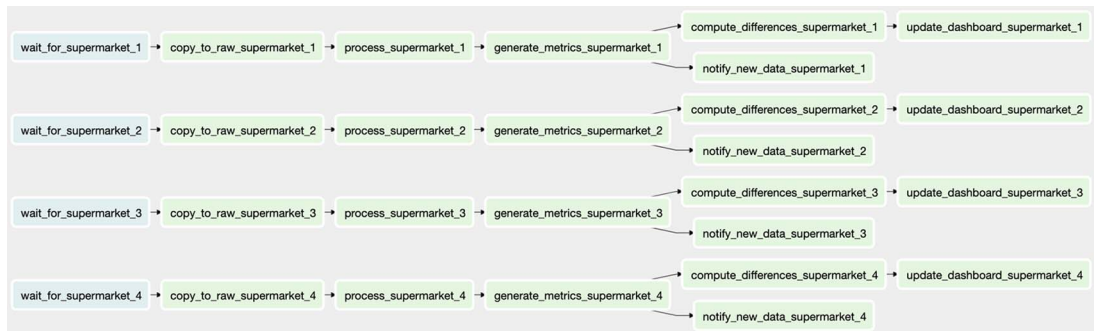 compute_differences_supermarket_1 update_dashboard_supermarket_1
wait_for_supermarket_1 copy_to_raw_supermarket_1 process_supermarket_1 generate_metrics_supermarket_1
notify_new_data_supermarket_1
compute_differences_supermarket_2 update_dashboard_supermarket_2
wait_for_supermarket_2 copy_to_raw_supermarket_2 process_supermarket_2 generate_metrics_supermarket_2
notify_new_data_supermarket_2
compute_differences_supermarket_3 update_dashboard_supermarket_3
wait_for_supermarket_3 copy_to_raw_supermarket_3 process_supermarket_3 generate_metrics_supermarket_3
notify_new_data_supermarket_3
compute_differences_supermarket_4 update_dashboard_supermarket_4
wait_for_supermarket_4 copy_to_raw_supermarket_4 process_supermarket_4 generate_metrics_supermarket_4
notify_new_data_supermarket_4